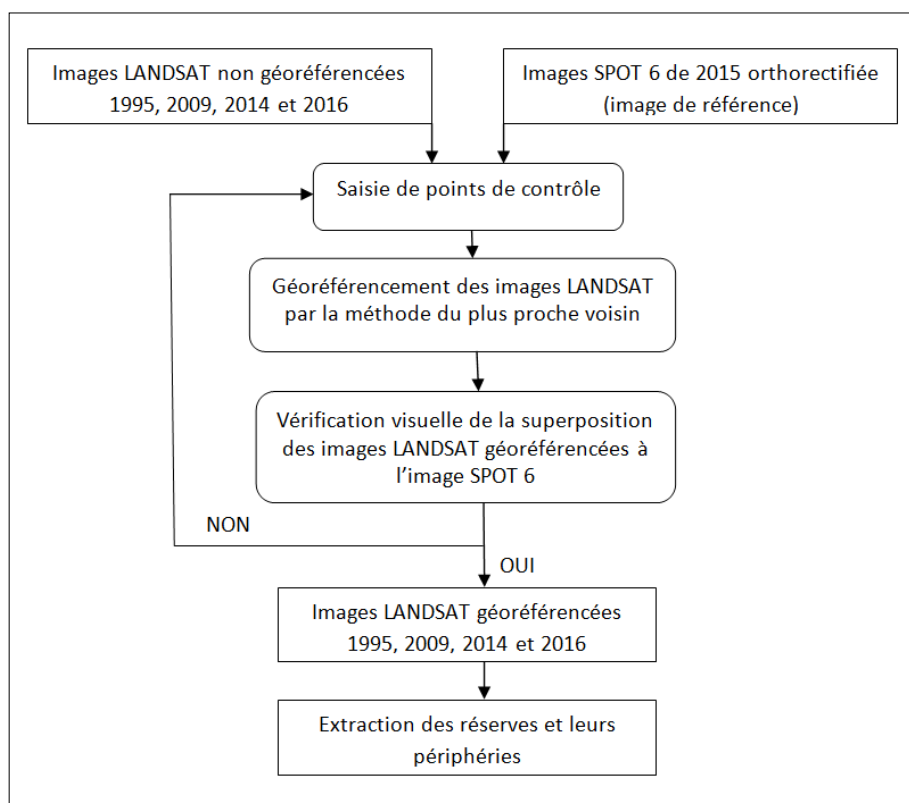 Images LANDSAT non géoréférencées
1995, 2009, 2014 et 2016
Images SPOT 6 de 2015 orthorectifiée
(image de référence)
Saisie de points de contrôle
Géoréférencement des images LANDSAT
par la méthode du plus proche voisin
Vérification visuelle de la superposition
des images LANDSAT géoréférencées à
l’image SPOT 6
NON
OUI
Images LANDSAT géoréférencées
1995, 2009, 2014 et 2016
Extraction des réserves et leurs
périphéries